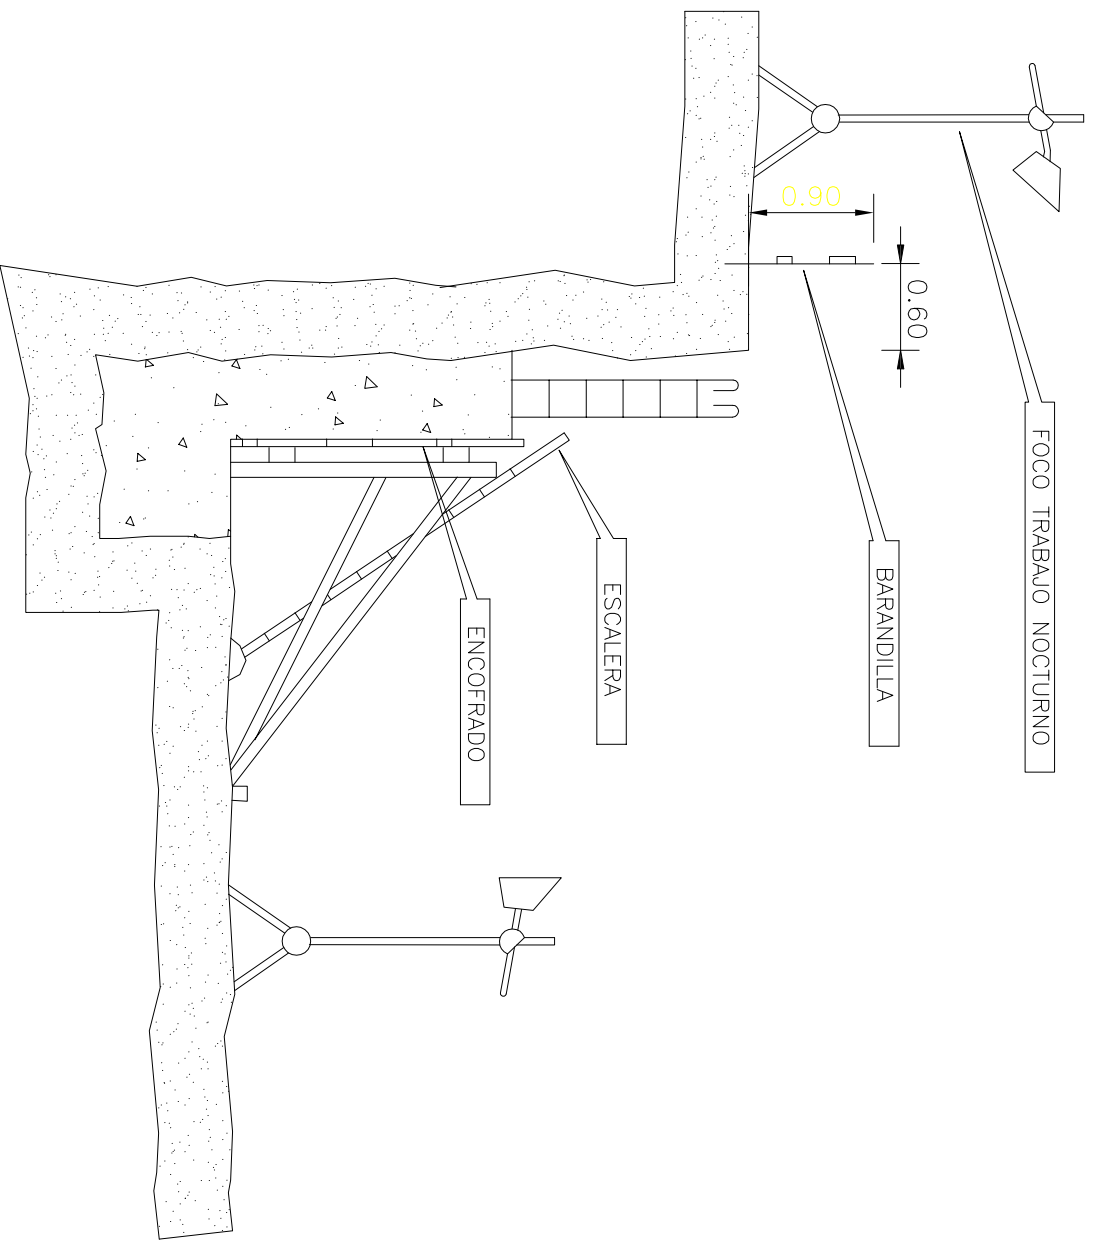 FOCO TRABAJO NOCTURNO
BARANDILLA
ESCALERA
ENCOFRADO
0.90
0.60